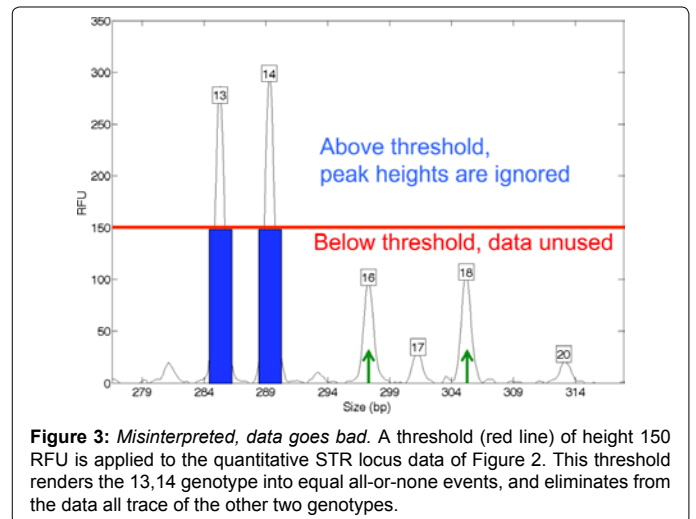 350
300
250
200
150
100
50
0
RFU
13
14
Above threshold,
peak heights are ignored
Below threshold, data unused
16
17
18
20
279
284
289
294
299
304
309
314
Size (bp)
Figure 3: Misinterpreted, data goes bad. A threshold (red line) of height 150
RFU is applied to the quantitative STR locus data of Figure 2. This threshold
renders the 13,14 genotype into equal all-or-none events, and eliminates from
the data all trace of the other two genotypes.